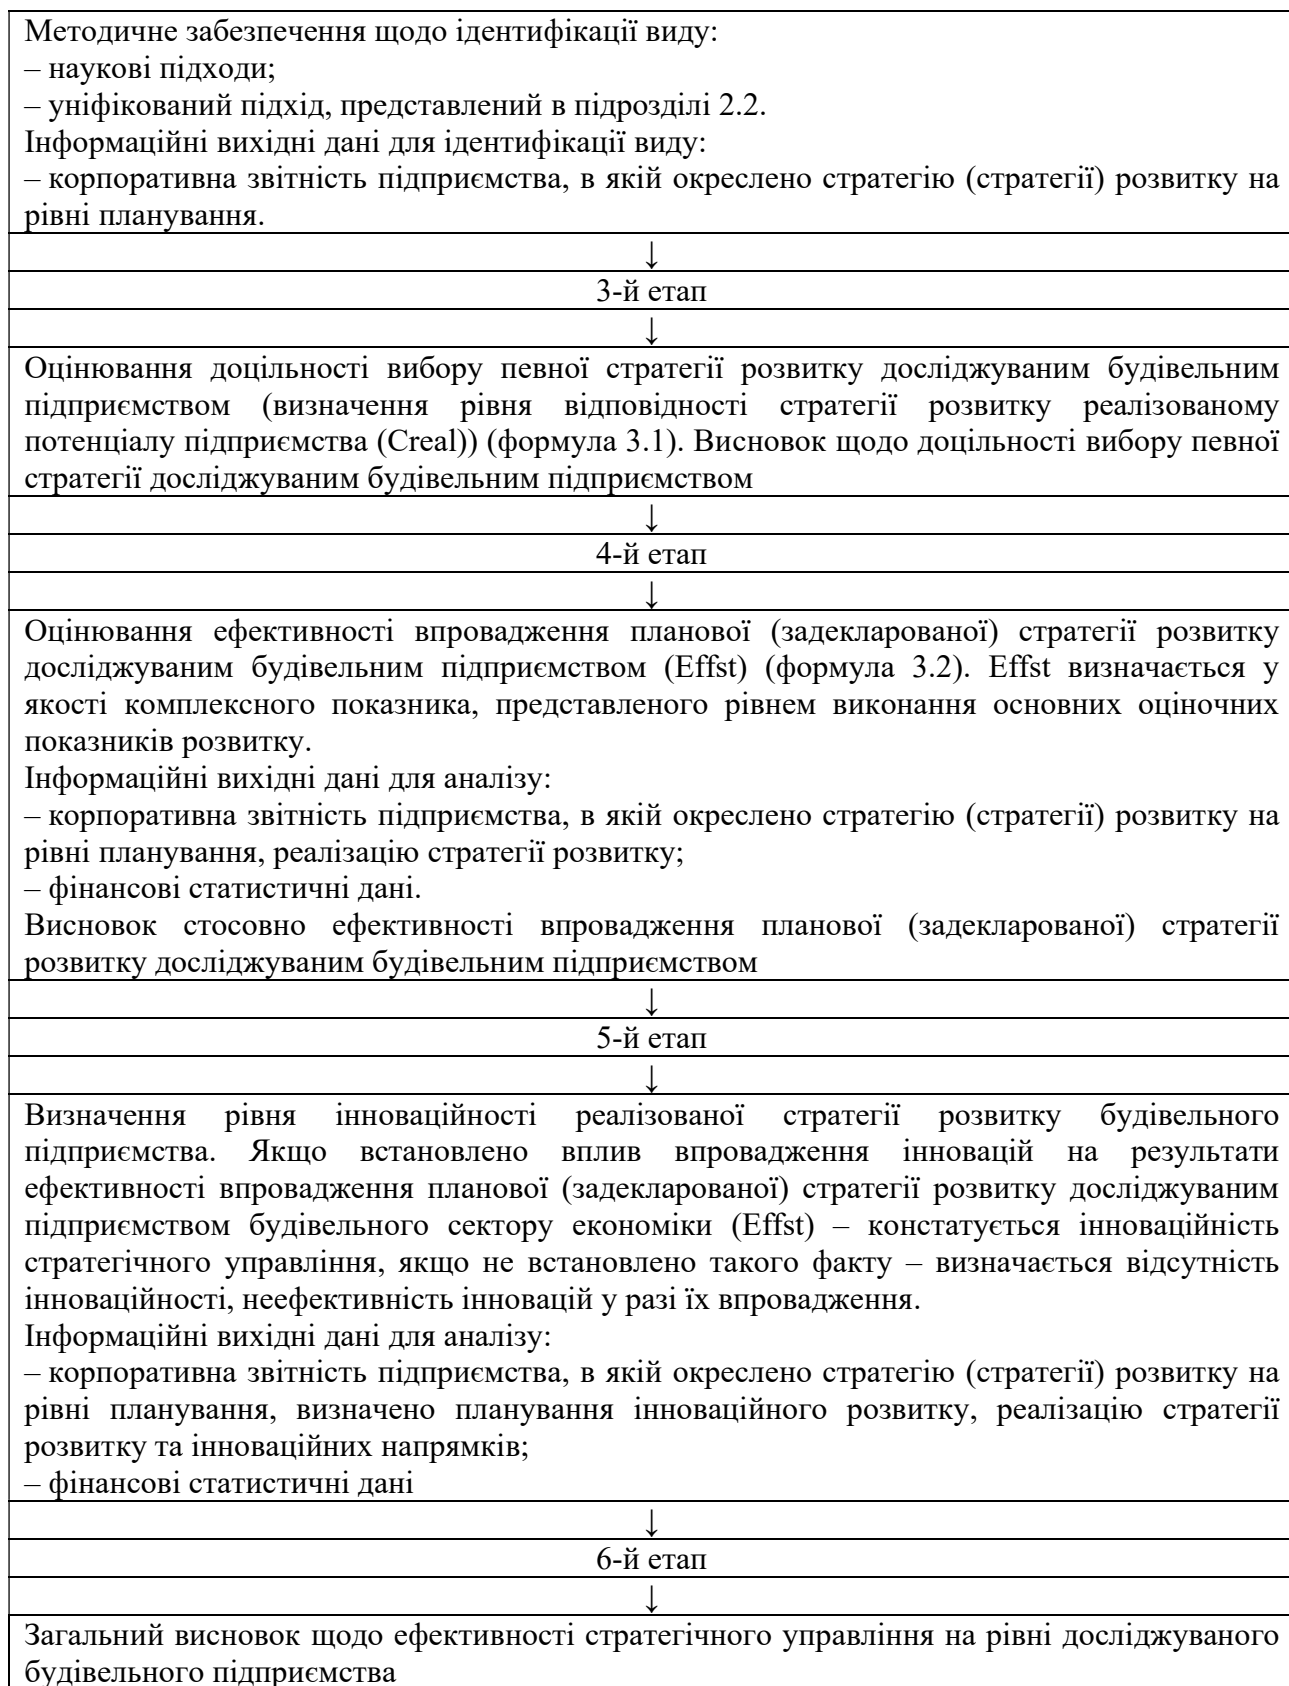 Методичне забезпечення щодо ідентифікації виду:
– наукові підходи;
– уніфікований підхід, представлений в підрозділі 2.2.
Інформаційні вихідні дані для ідентифікації виду:
– корпоративна звітність підприємства, в якій окреслено стратегію (стратегії) розвитку на
рівні планування.
↓
3-й етап
↓
Оцінювання доцільності вибору певної стратегії розвитку досліджуваним будівельним
підприємством (визначення рівня відповідності стратегії розвитку реалізованому
потенціалу підприємства (Creal)) (формула 3.1). Висновок щодо доцільності вибору певної
стратегії досліджуваним будівельним підприємством
↓
4-й етап
↓
Оцінювання ефективності впровадження планової (задекларованої) стратегії розвитку
досліджуваним будівельним підприємством (Effst) (формула 3.2). Effst визначається у
якості комплексного показника, представленого рівнем виконання основних оціночних
показників розвитку.
Інформаційні вихідні дані для аналізу:
– корпоративна звітність підприємства, в якій окреслено стратегію (стратегії) розвитку на
рівні планування, реалізацію стратегії розвитку;
– фінансові статистичні дані.
Висновок стосовно ефективності впровадження планової (задекларованої) стратегії
розвитку досліджуваним будівельним підприємством
↓
5-й етап
↓
Визначення рівня інноваційності реалізованої стратегії розвитку будівельного
підприємства. Якщо встановлено вплив впровадження інновацій на результати
ефективності впровадження планової (задекларованої) стратегії розвитку досліджуваним
підприємством будівельного сектору економіки (Effst) – констатується інноваційність
стратегічного управління, якщо не встановлено такого факту – визначається відсутність
інноваційності, неефективність інновацій у разі їх впровадження.
Інформаційні вихідні дані для аналізу:
– корпоративна звітність підприємства, в якій окреслено стратегію (стратегії) розвитку на
рівні планування, визначено планування інноваційного розвитку, реалізацію стратегії
розвитку та інноваційних напрямків;
– фінансові статистичні дані
↓
6-й етап
↓
Загальний висновок щодо ефективності стратегічного управління на рівні досліджуваного
будівельного підприємства